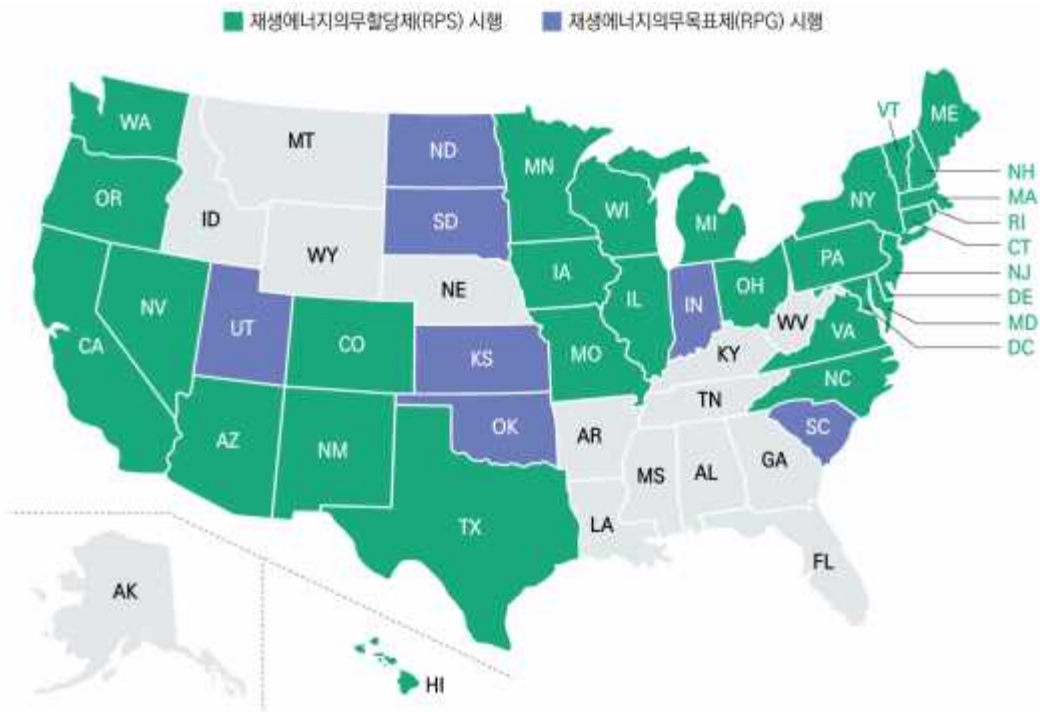 재생에너지의무할당제(RPS) 시행 재생에너지의무목표제(RPG) 시행
WA
MT
ND
MN
VT
ME
OR
ID
SD
WI
MI
NY
NH
MA
RI
CT
WY
IA
PA
NJ
NV
NE
IL
IN
OH
DE
UT
CO
WV
MD
CA
KS
MO
KY
VA
DC
NC
TN
AZ
NM
OK
AR
SC
MS
AL
GA
TX
LA
FL
AK
HI